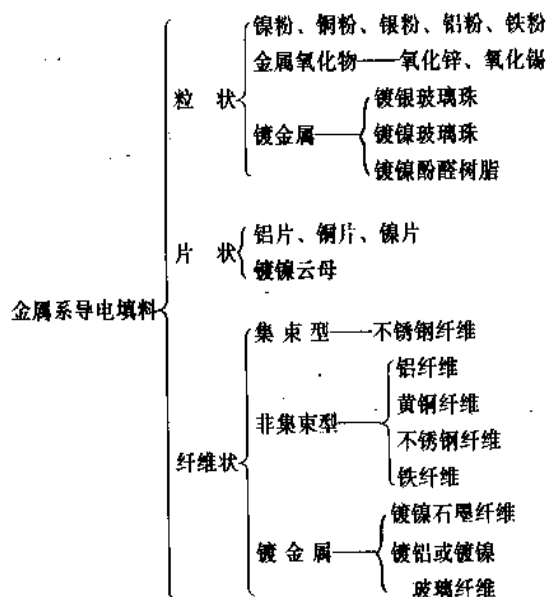 镍粉、铜粉、银粉、铝粉、铁粉
金属氧化物——氧化锌、氧化锡
粒 状
镀银玻璃珠
镀金属——镀镍玻璃珠
镀镍酚醛树脂
铝片、铜片、镍片
片 状
镀镍云母
金属系导电填料
集 束 型——不锈钢纤维
铝纤维
黄铜纤维
非集束型
不锈钢纤维
纤维状
铁纤维
镀镍石墨纤维
镀 金 属——镀铝或镀镍
玻璃纤维